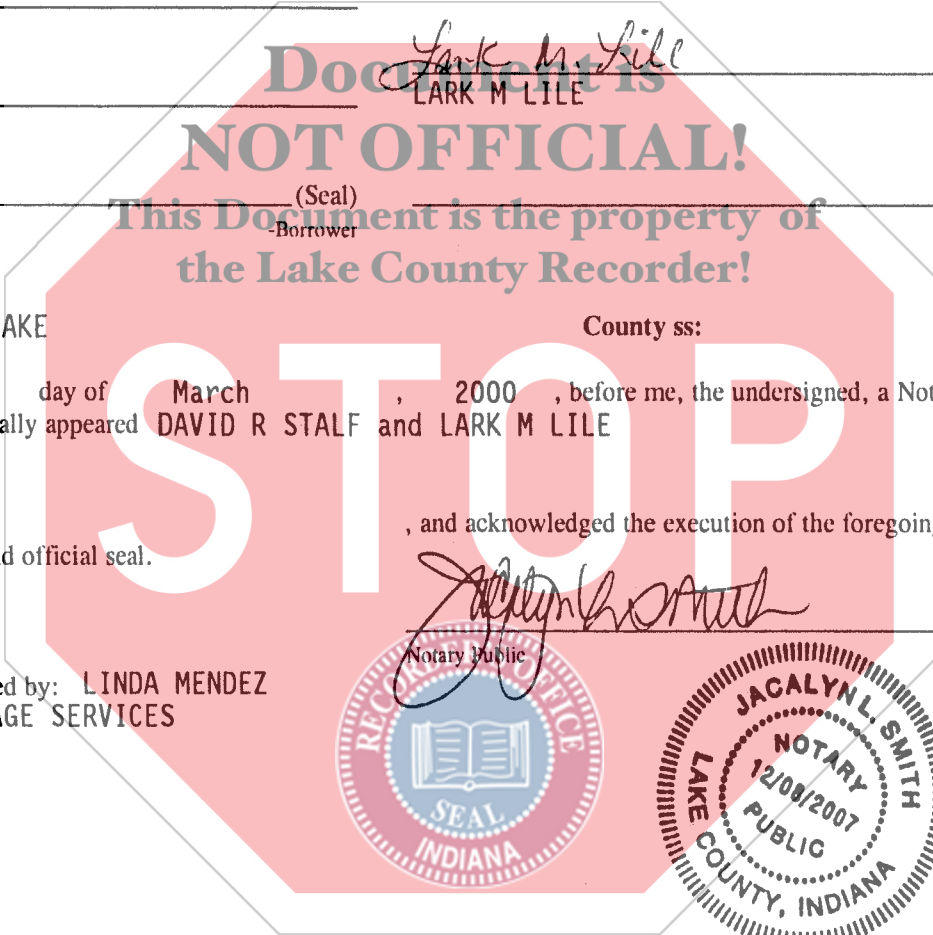 Lark M. Lile
LARK M LILE
Document is
NOT OFFICIAL!
(Seal)
-Borrower
This Document is the property of
the Lake County Recorder!
AKE County ss:
day of March , 2000 , before me, the undersigned, a Not
ally appeared DAVID R STALF and LARK M LILE
STOP
, and acknowledged the execution of the foregoing
d official seal.
Jacalyn L Smith
Notary Public
ed by: LINDA MENDEZ
AGE SERVICES
RECORDER OFFICE
SEAL
INDIANA
JACALYN L. SMITH
NOTARY
12/08/2007
PUBLIC
LAKE COUNTY, INDIANA